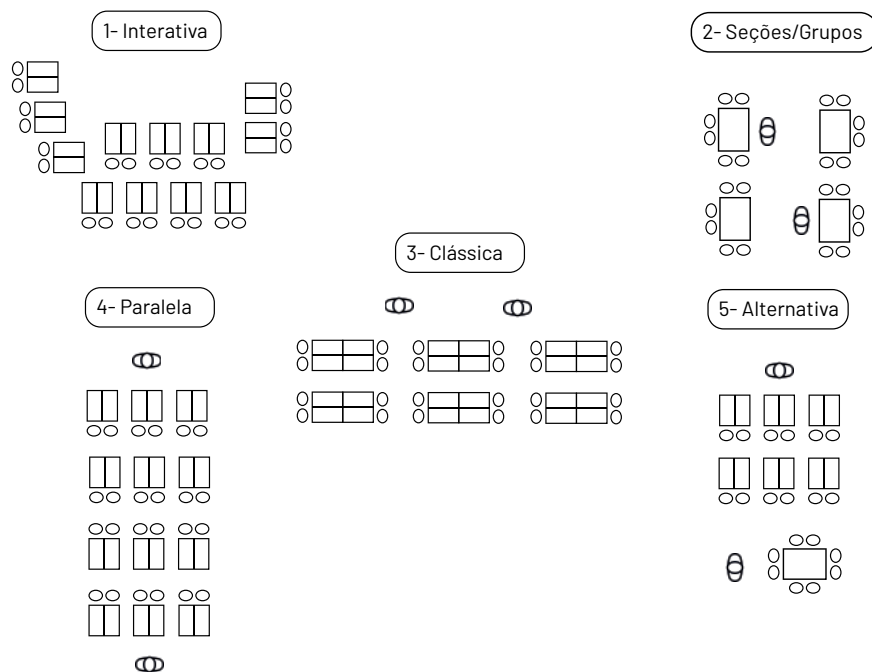 1- Interativa
2- Seções/Grupos
3- Clássica
4- Paralela
5- Alternativa